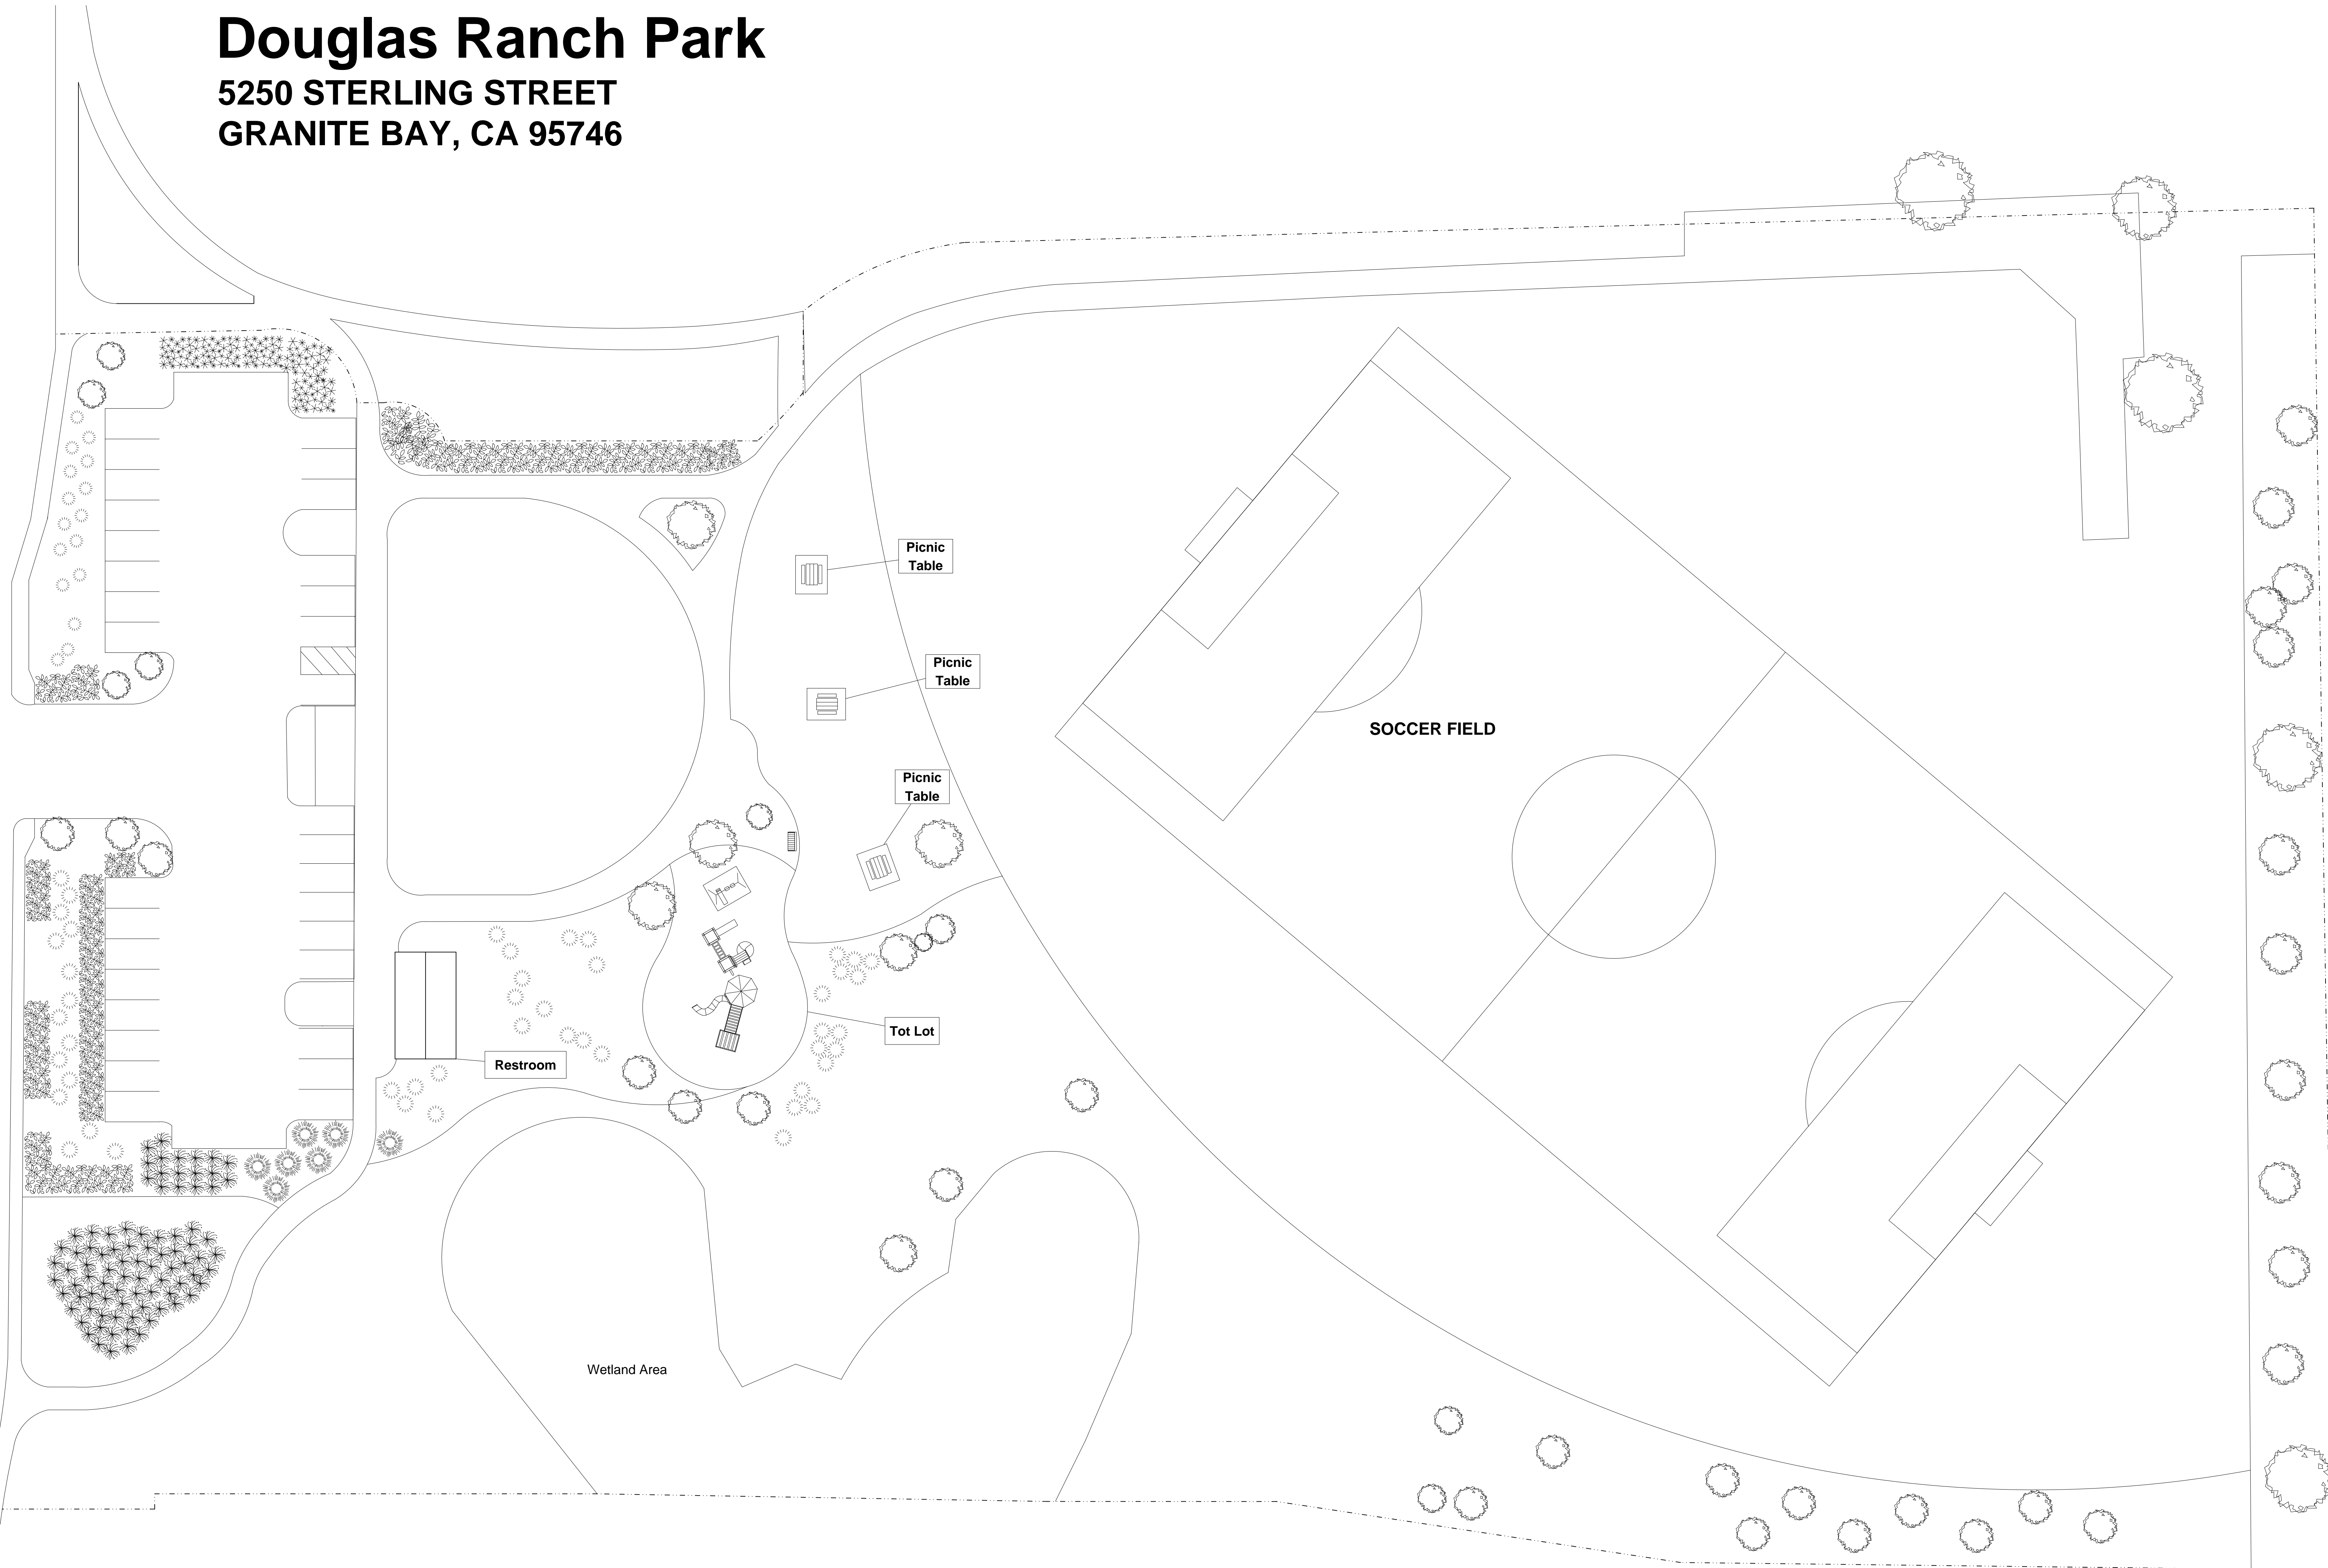 Douglas Ranch Park
5250 STERLING STREET
GRANITE BAY, CA 95746
Picnic
Table
Picnic
Table
SOCCER FIELD
Picnic
Table
Tot Lot
Restroom
Wetland Area